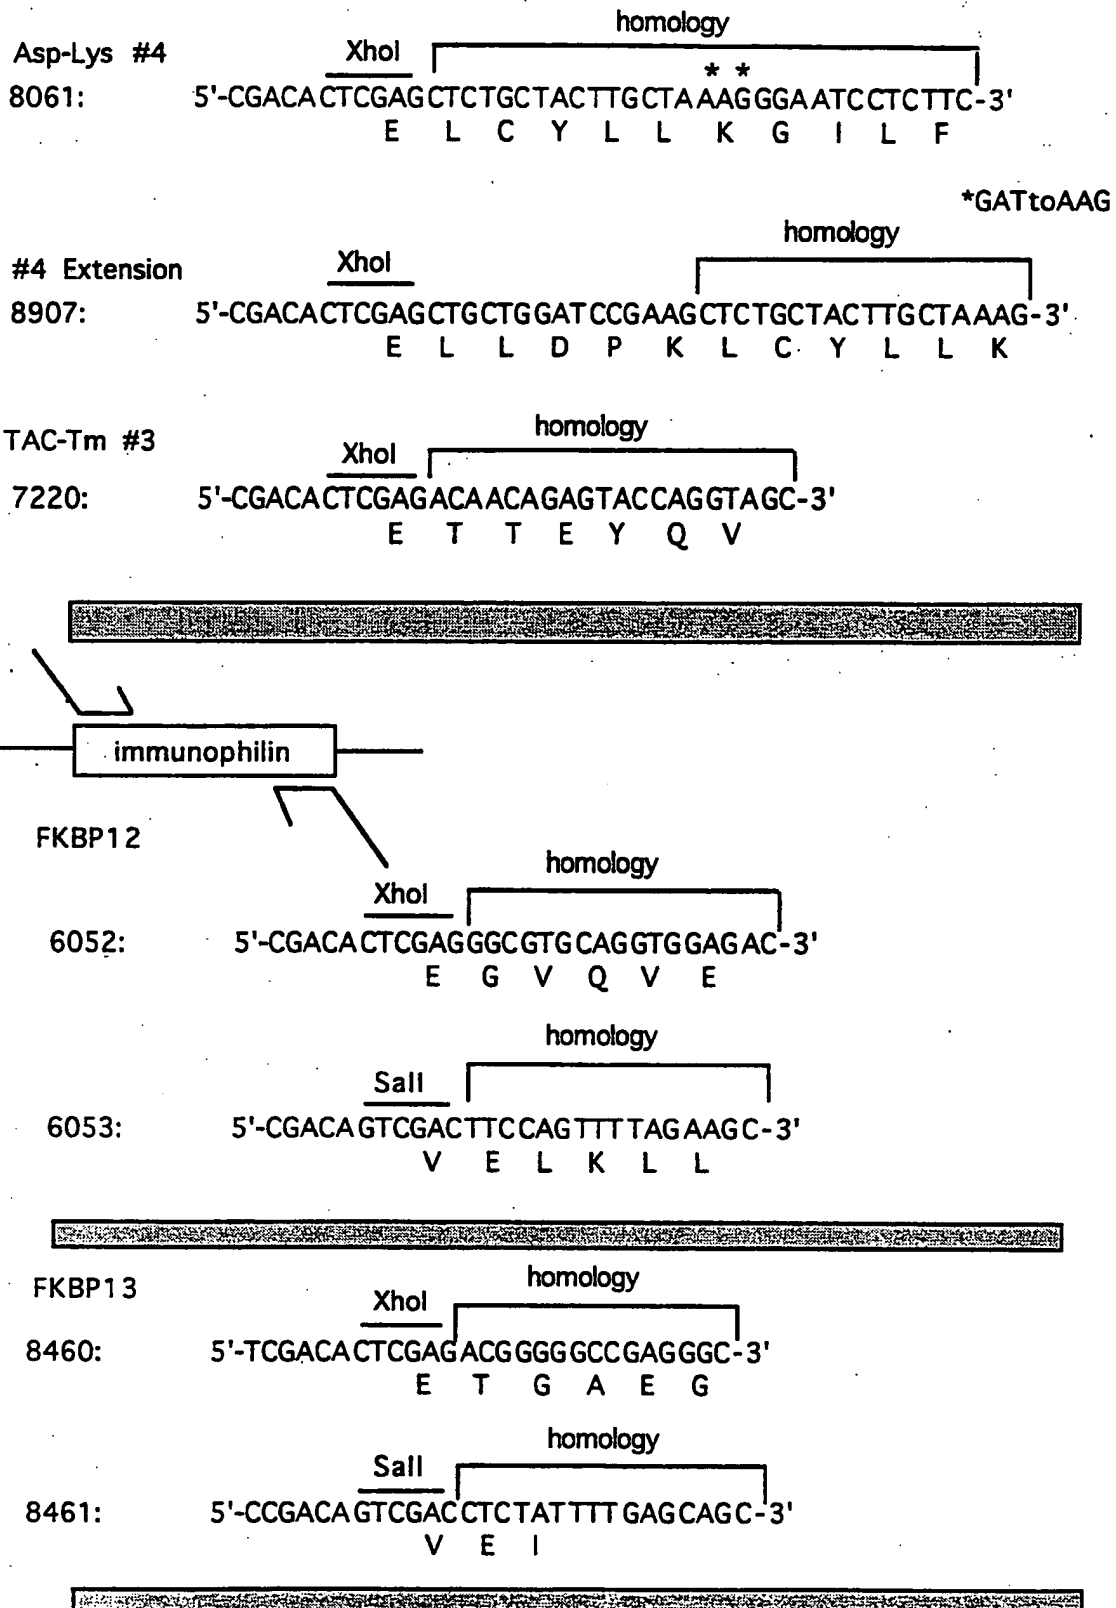 homology
Asp-Lys #4 XhoI
* *
8061: 5'-CGACACTCGAGCTCTGCTACTTGCTAAAGGGAATCCTCTTC-3'
E L C Y L L K G I L F
*GATtoAAG
homology
#4 Extension XhoI
8907: 5'-CGACACTCGAGCTGCTGGATCCGAAGCTCTGCTACTTGCTAAAG-3'
E L L D P K L C Y L L K
homology
TAC-Tm #3 XhoI
7220: 5'-CGACACTCGAGACAACAGAGTACCAGGTAGC-3'
E T T E Y Q V
immunophilin
FKBP12
homology
XhoI
6052: 5'-CGACACTCGAGGGCGTGCAGGTGGAGAC-3'
E G V Q V E
homology
SalI
6053: 5'-CGACAGTCGACTTCCAGTTTTAGAAGC-3'
V E L K L L
homology
FKBP13 XhoI
8460: 5'-TCGACACTCGAGACGGGGGCCGAGGGC-3'
E T G A E G
homology
SalI
8461: 5'-CCGACAGTCGACCTCTATTTTGAGCAGC-3'
V E I